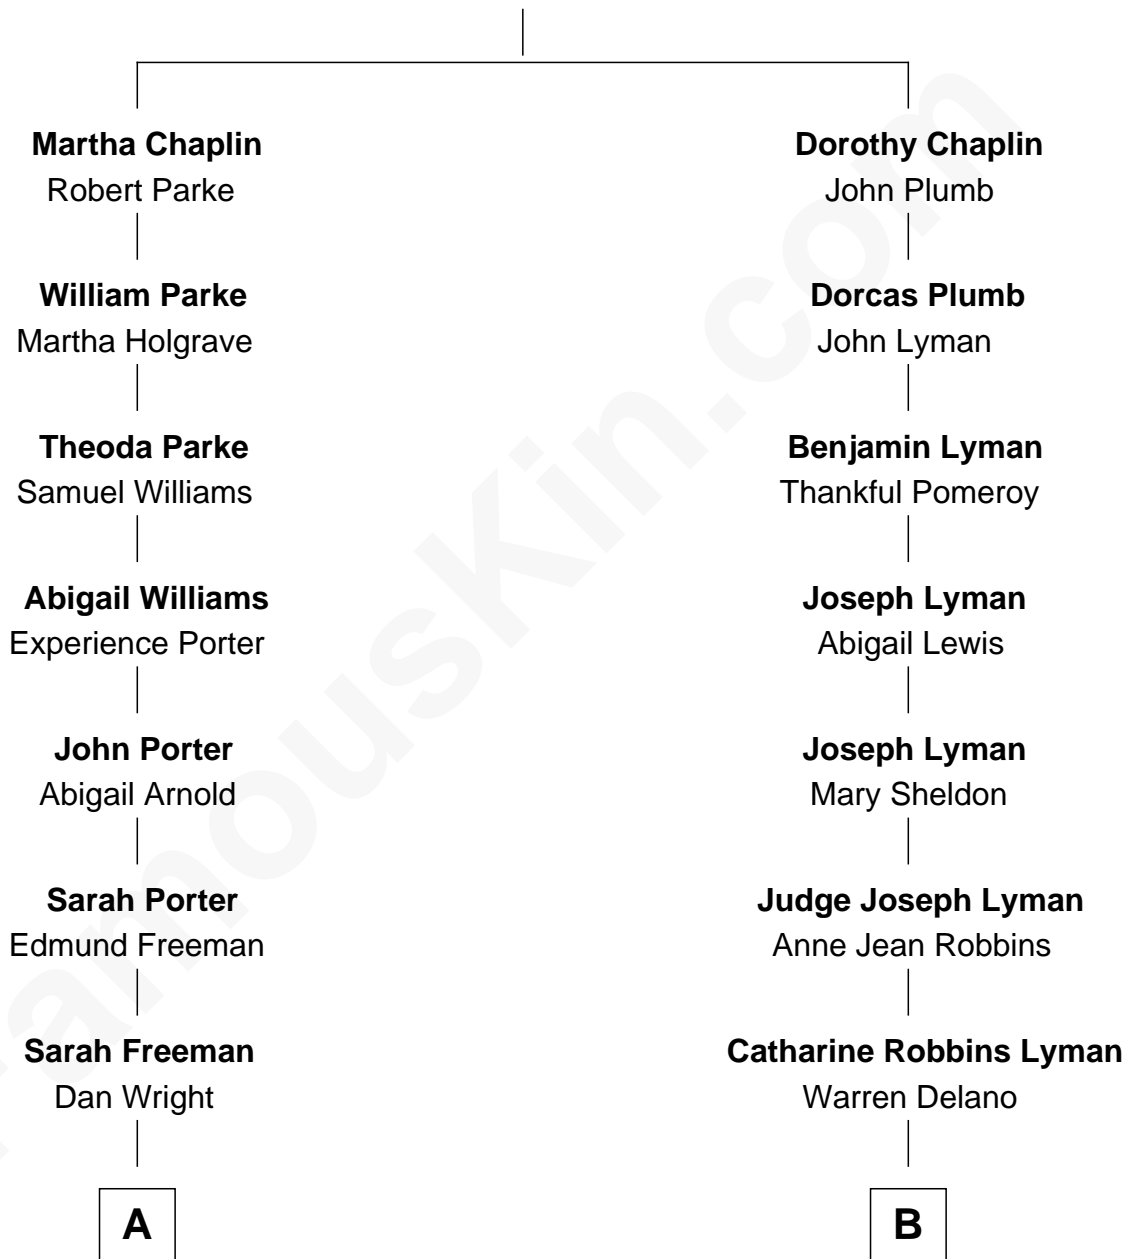 Martha Chaplin
Robert Parke
William Parke
Martha Holgrave
Theoda Parke
Samuel Williams
Abigail Williams
Experience Porter
John Porter
Abigail Arnold
Sarah Porter
Edmund Freeman
Sarah Freeman
Dan Wright
A
Dorothy Chaplin
John Plumb
Dorcas Plumb
John Lyman
Benjamin Lyman
Thankful Pomeroy
Joseph Lyman
Abigail Lewis
Joseph Lyman
Mary Sheldon
Judge Joseph Lyman
Anne Jean Robbins
Catharine Robbins Lyman
Warren Delano
B
FamousKin.com